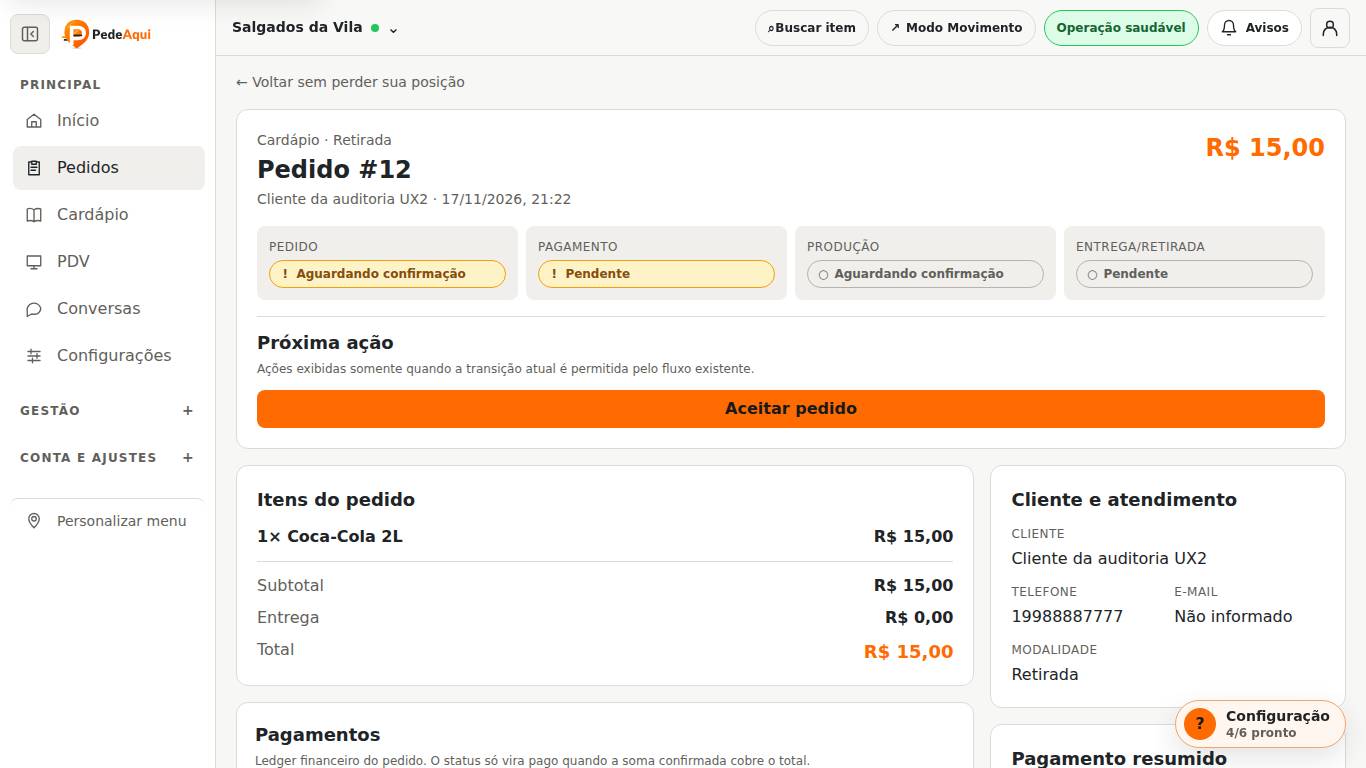 PedeAqui
PRINCIPAL
Início
Pedidos
Cardápio
PDV
Conversas
Configurações
GESTÃO +
CONTA E AJUSTES +
Personalizar menu
Salgados da Vila
Buscar item
↗ Modo Movimento
Operação saudável
Avisos
← Voltar sem perder sua posição
Cardápio · Retirada
Pedido #12
R$ 15,00
Cliente da auditoria UX2 · 17/11/2026, 21:22
PEDIDO
! Aguardando confirmação
PAGAMENTO
! Pendente
PRODUÇÃO
○ Aguardando confirmação
ENTREGA/RETIRADA
○ Pendente
Próxima ação
Ações exibidas somente quando a transição atual é permitida pelo fluxo existente.
Aceitar pedido
Itens do pedido
1× Coca-Cola 2L R$ 15,00
Subtotal R$ 15,00
Entrega R$ 0,00
Total R$ 15,00
Pagamentos
Ledger financeiro do pedido. O status só vira pago quando a soma confirmada cobre o total.
Cliente e atendimento
CLIENTE
Cliente da auditoria UX2
TELEFONE E-MAIL
19988887777 Não informado
MODALIDADE
Retirada
Pagamento resumido
? Configuração
4/6 pronto